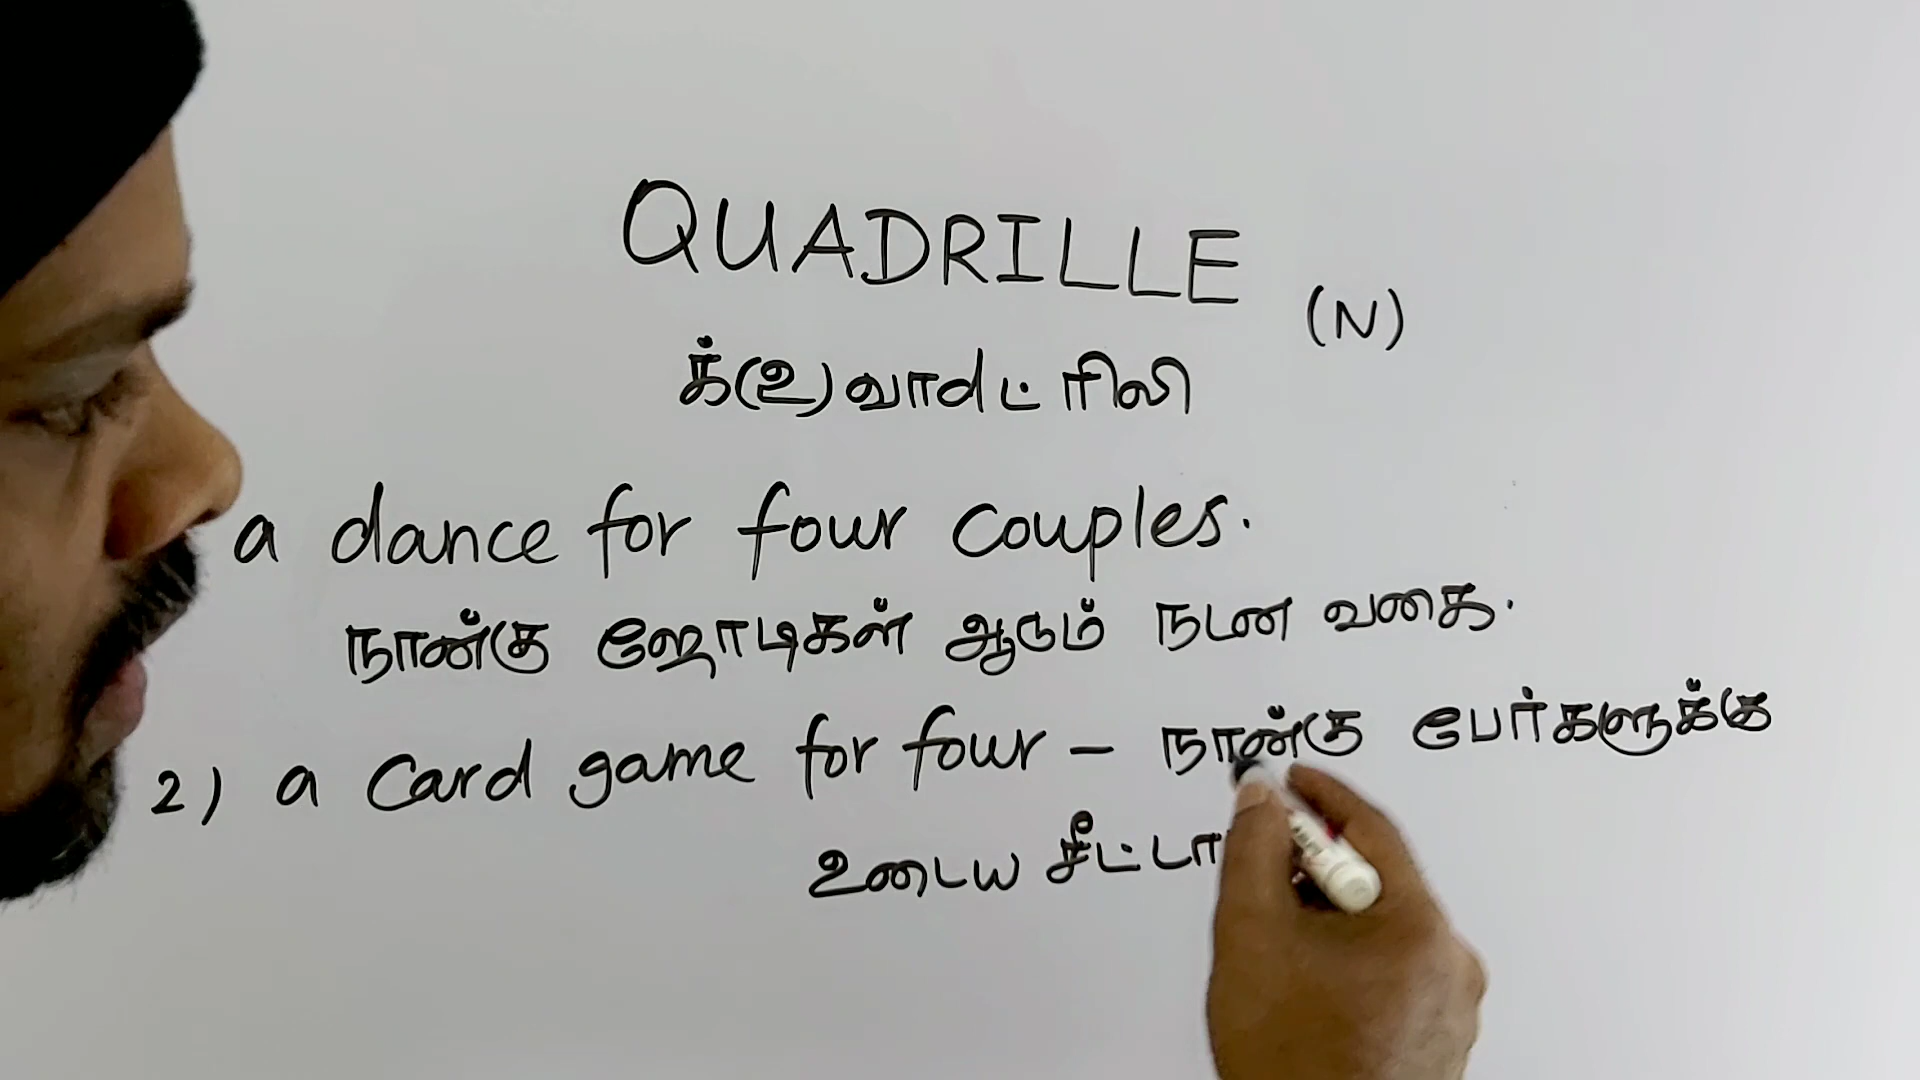 QUADRILLE (N)
க்(உ)வாட்ரிலி
a dance for four couples.
நான்கு ஜோடிகள் ஆடும் நடன வகை.
2) a card game for four – நான்கு பேர்களுக்கு
உடைய சீட்டா